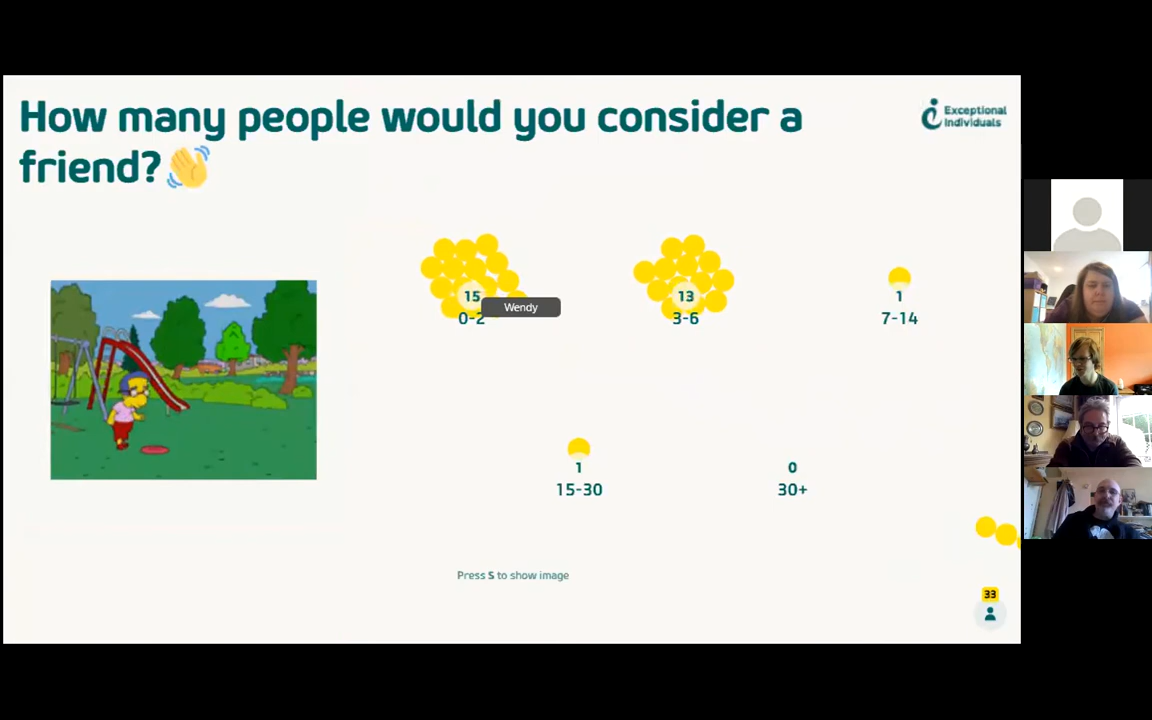 How many people would you consider a
friend?👋
Exceptional
Individuals
15
0-2
Wendy
13
3-6
1
7-14
1
15-30
0
30+
Press S to show image
33